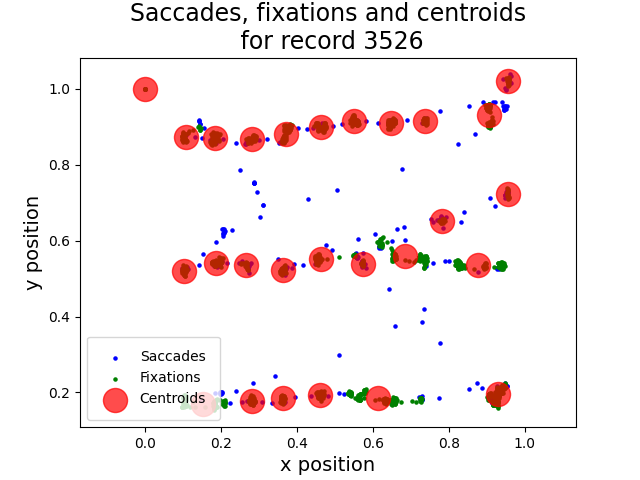 Saccades, fixations and centroids
for record 3526
y position
1.0
0.8
0.6
0.4
0.2
Saccades
Fixations
Centroids
0.0 0.2 0.4 0.6 0.8 1.0
x position